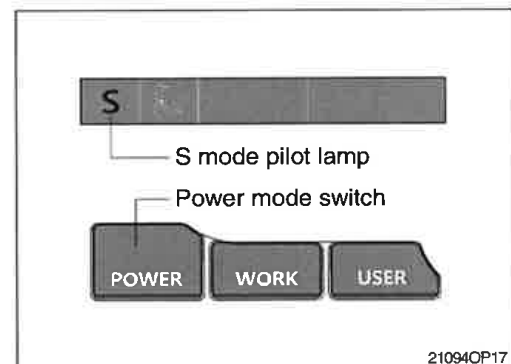 S
S mode pilot lamp
Power mode switch
POWER WORK USER
21094OP17